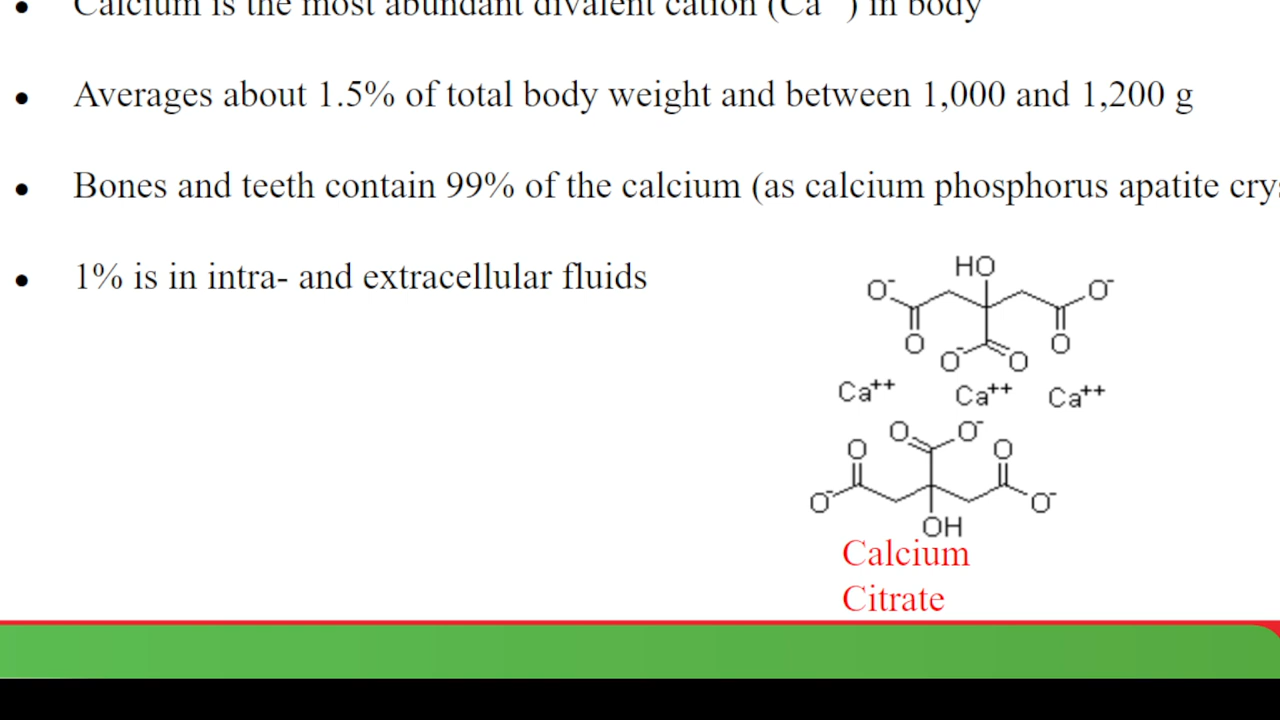 • Calcium is the most abundant divalent cation (Ca ) in body
• Averages about 1.5% of total body weight and between 1,000 and 1,200 g
• Bones and teeth contain 99% of the calcium (as calcium phosphorus apatite crys
• 1% is in intra- and extracellular fluids
HO
O⁻ O⁻
O O
O⁻ O
Ca⁺⁺ Ca⁺⁺ Ca⁺⁺
O O⁻
O O
O⁻ O⁻
OH
Calcium
Citrate